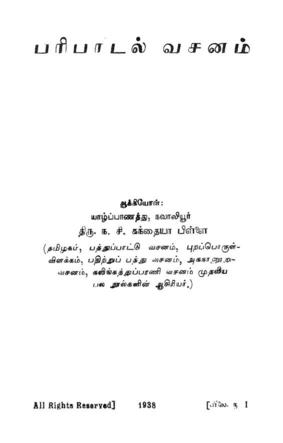 பரிபாடல் வசனம்
ஆக்கியோன்:
யாழ்ப்பாணத்து, நவாலியூர்
திரு. ந. சி. கந்தையா பிள்ளை
(தமிழகம், பத்துப்பாட்டு வசனம், புறப்பொருள்-
விளக்கம், பதிற்றுப் பத்து வசனம், அகநானூறு-
வசனம், கலிங்கத்துப்பரணி வசனம் முதலிய
பல நூல்களின் ஆசிரியர்.)
All Rights Reserved] 1938 [விலை. ரூ 1